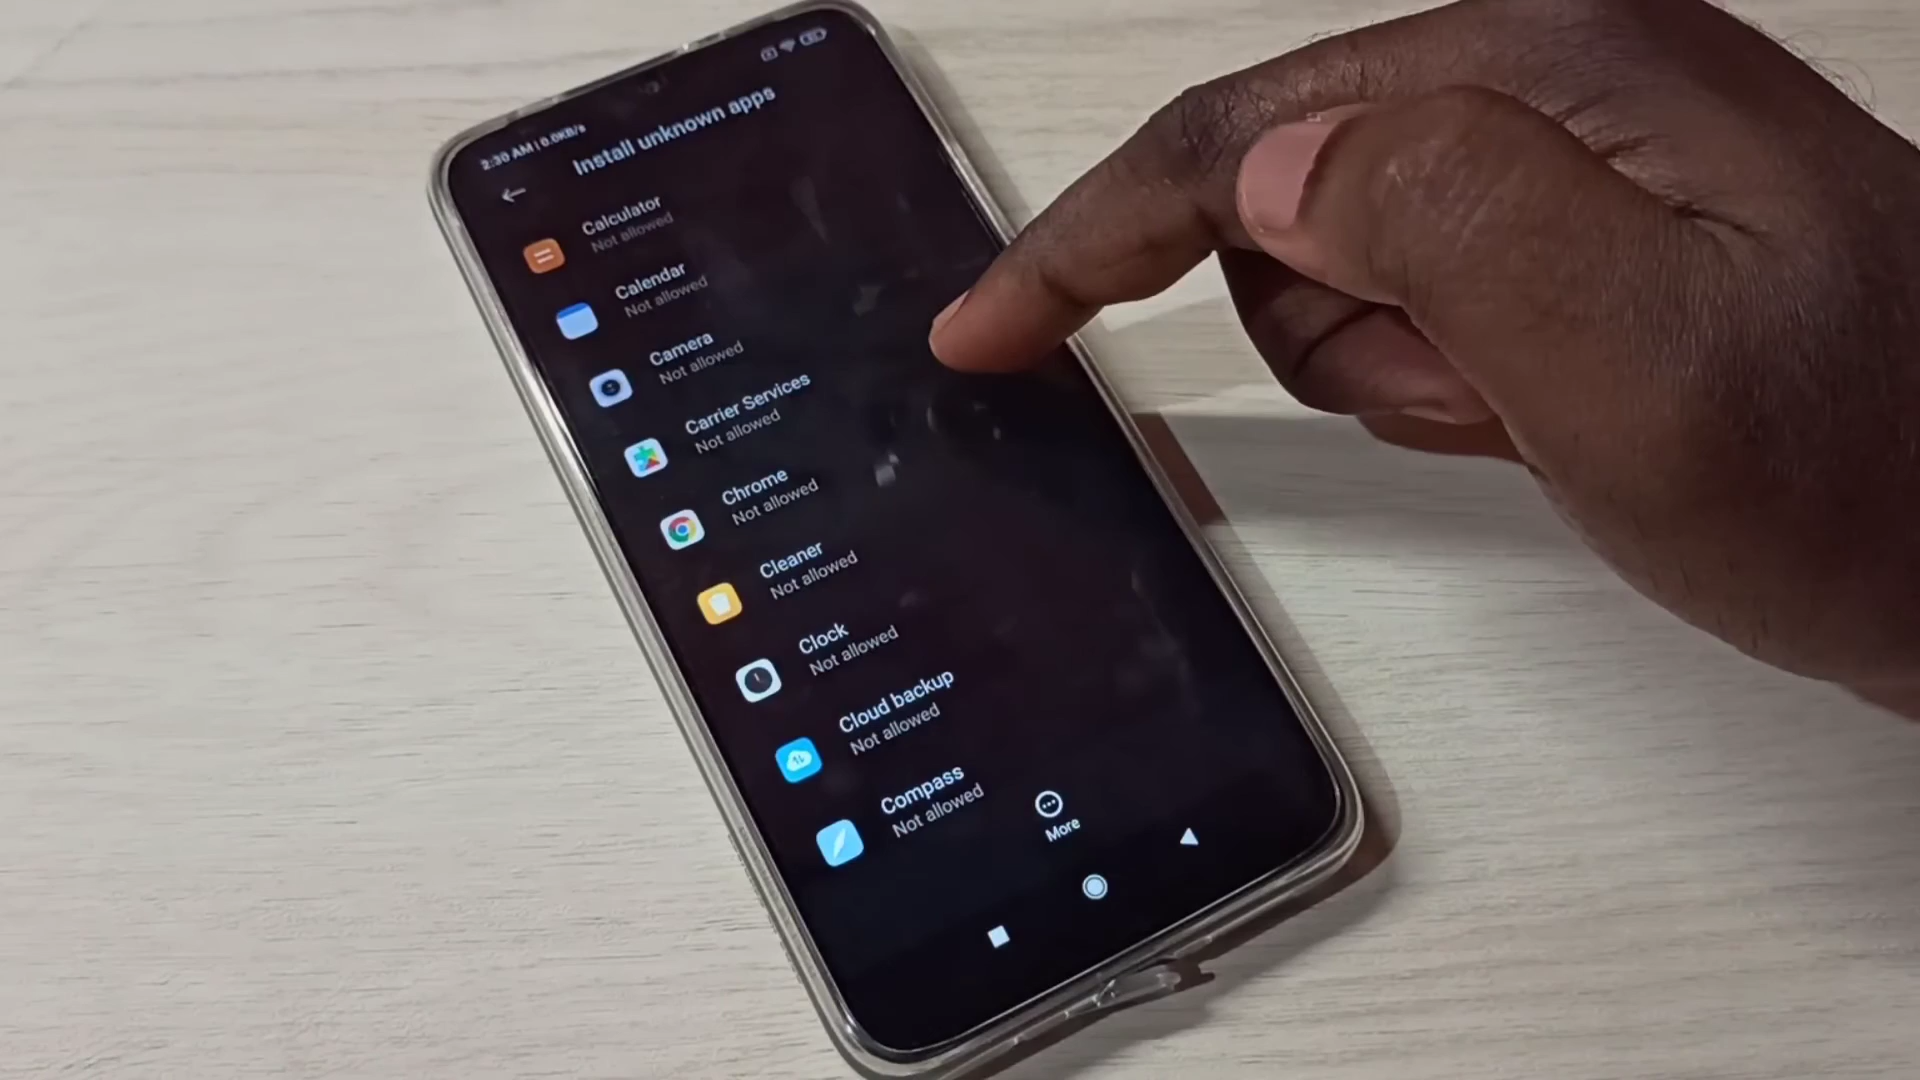 2:30 AM | 0.0KB/s
Install unknown apps
Calculator
Not allowed
Calendar
Not allowed
Camera
Not allowed
Carrier Services
Not allowed
Chrome
Not allowed
Cleaner
Not allowed
Clock
Not allowed
Cloud backup
Not allowed
Compass
Not allowed
More